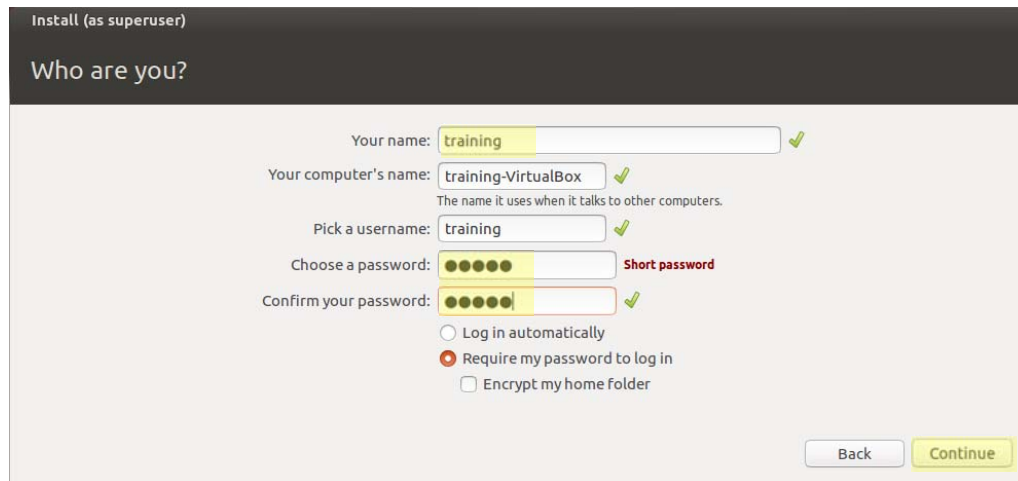 Install (as superuser)
Who are you?
Your name: training
Your computer's name: training-VirtualBox
The name it uses when it talks to other computers.
Pick a username: training
Choose a password: ●●●●● Short password
Confirm your password: ●●●●●
Log in automatically
Require my password to log in
Encrypt my home folder
Back Continue